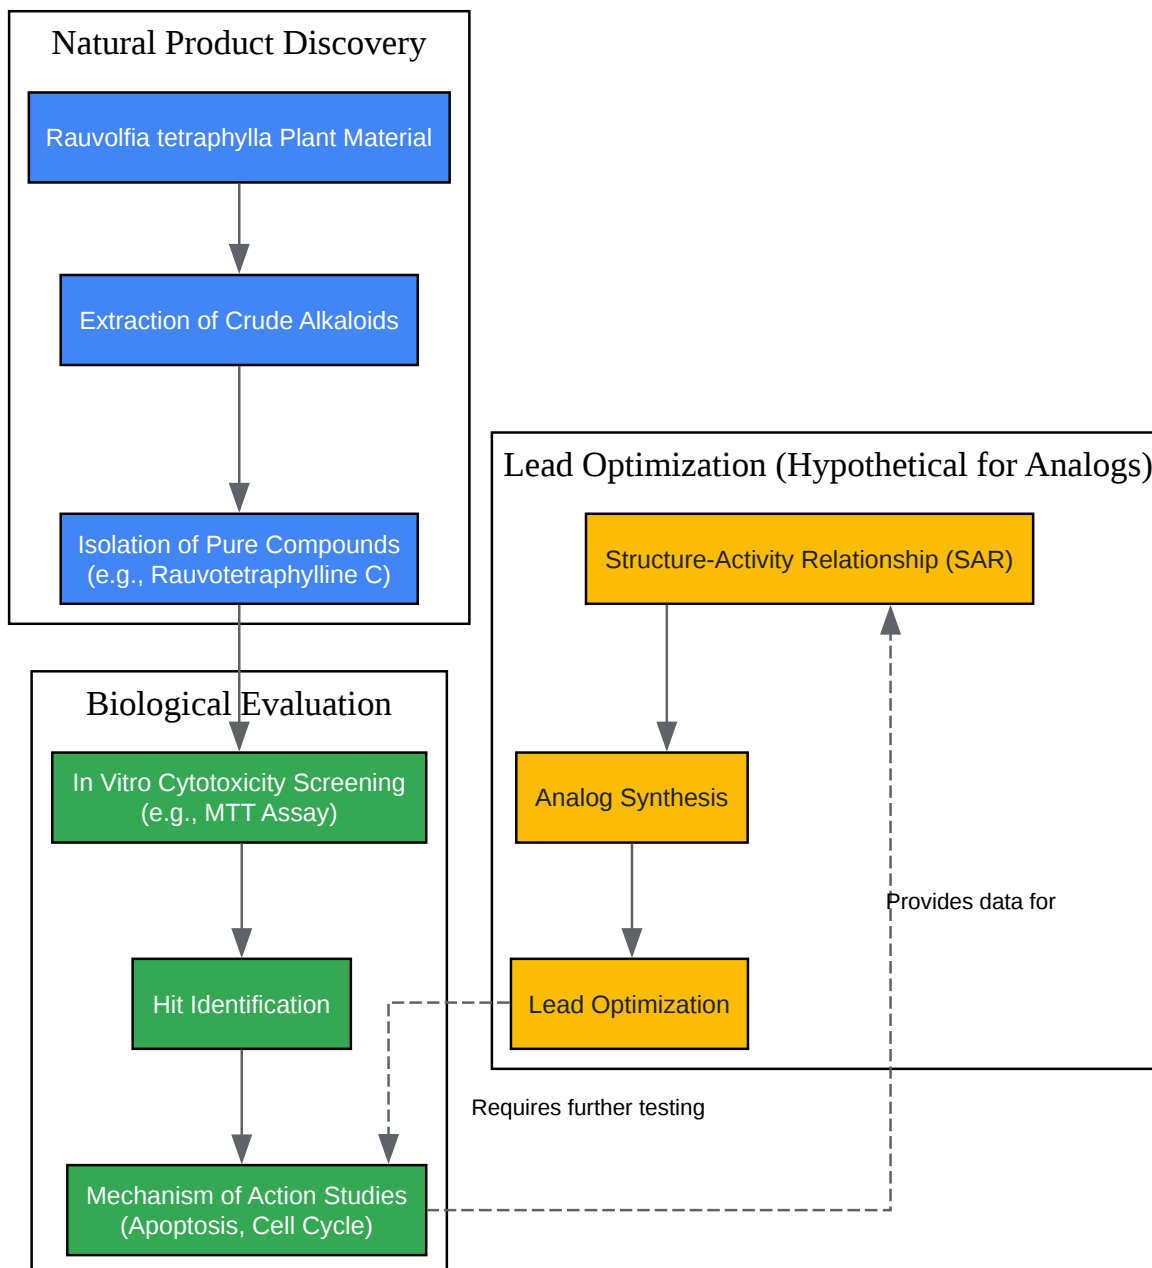 Natural Product Discovery
Rauvolfia tetraphylla Plant Material
Extraction of Crude Alkaloids
Isolation of Pure Compounds
(e.g., Rauvotetraphylline C)
Biological Evaluation
In Vitro Cytotoxicity Screening
(e.g., MTT Assay)
Hit Identification
Mechanism of Action Studies
(Apoptosis, Cell Cycle)
Lead Optimization (Hypothetical for Analogs)
Structure-Activity Relationship (SAR)
Analog Synthesis
Lead Optimization
Provides data for
Requires further testing